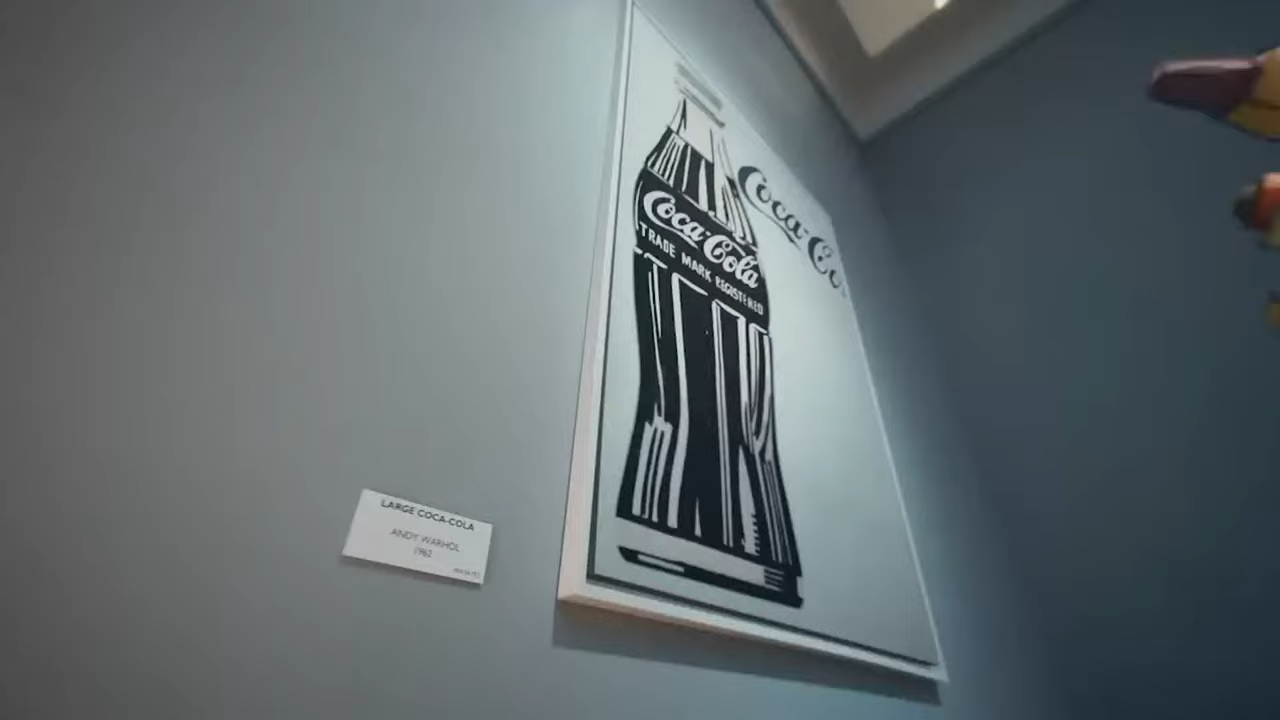 Coca-Cola
TRADE MARK REGISTERED
Coca-Co
LARGE COCA-COLA
ANDY WARHOL
1962